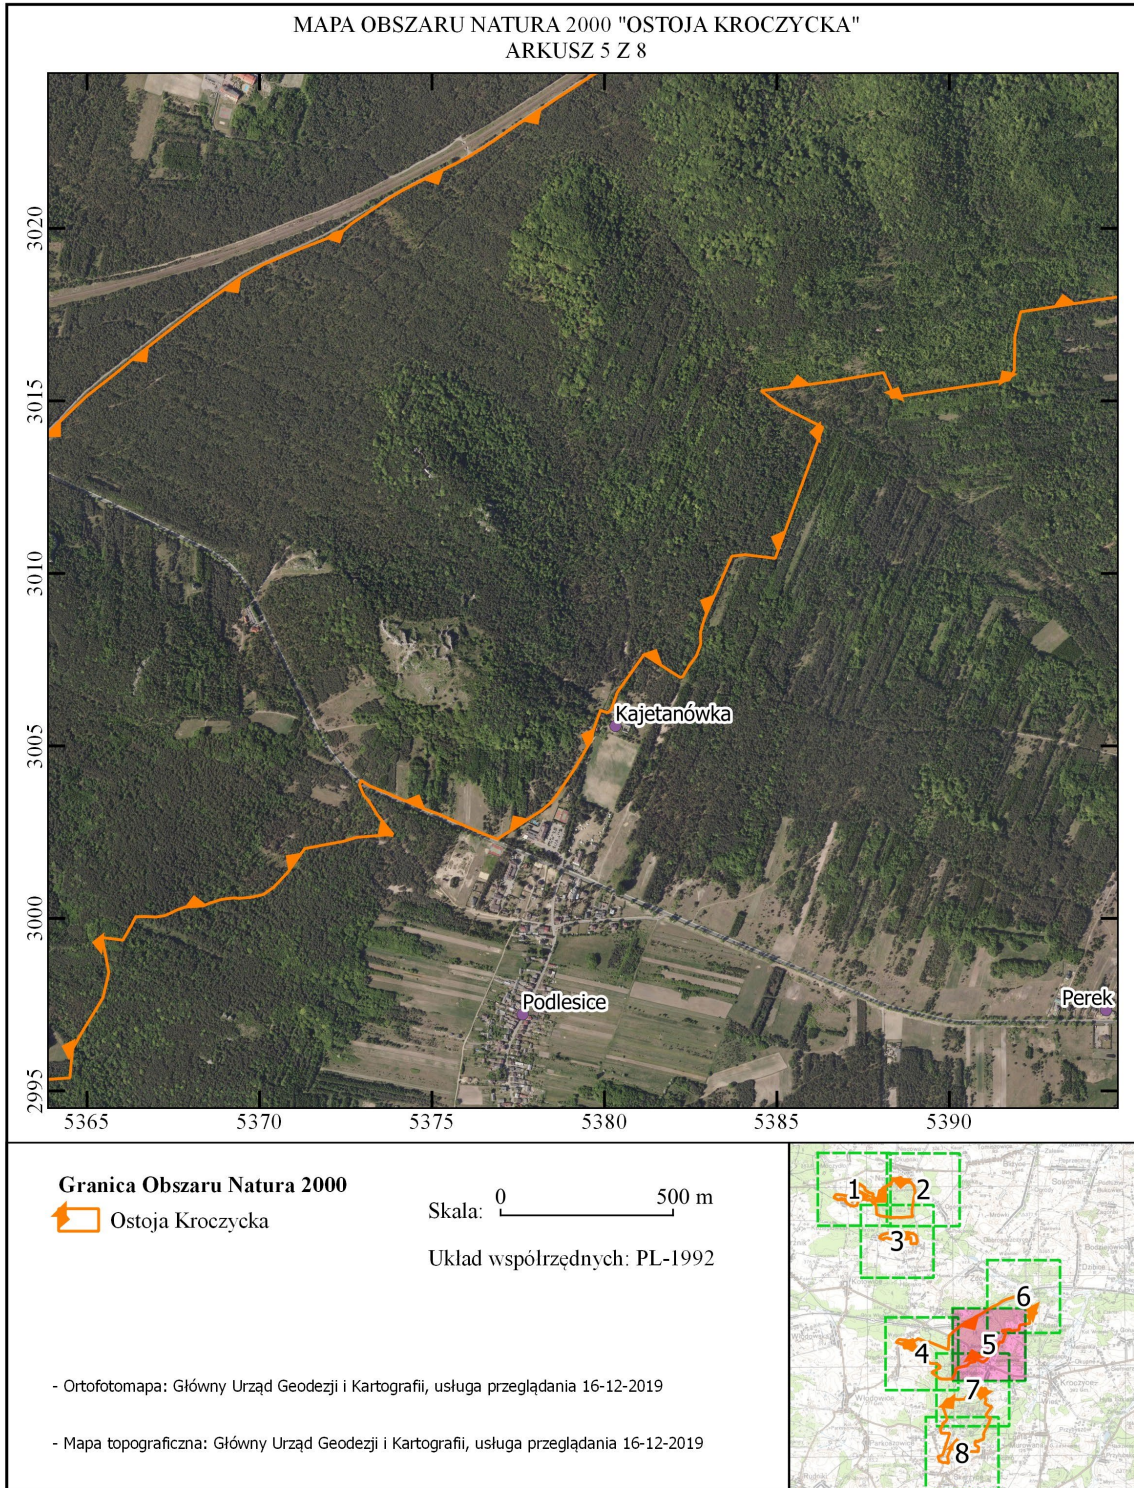 MAPA OBSZARU NATURA 2000 "OSTOJA KROCZYCKA"
ARKUSZ 5 Z 8
3020
3015
3010
3005
3000
2995
Kajetanówka
Podlesice
Perek
5365 5370 5375 5380 5385 5390
Granica Obszaru Natura 2000
Ostoja Kroczycka
Skala: 0 500 m
Układ współrzędnych: PL-1992
- Ortofotomapa: Główny Urząd Geodezji i Kartografii, usługa przeglądania 16-12-2019
- Mapa topograficzna: Główny Urząd Geodezji i Kartografii, usługa przeglądania 16-12-2019
1
2
3
6
5
4
7
8
Kroczyce